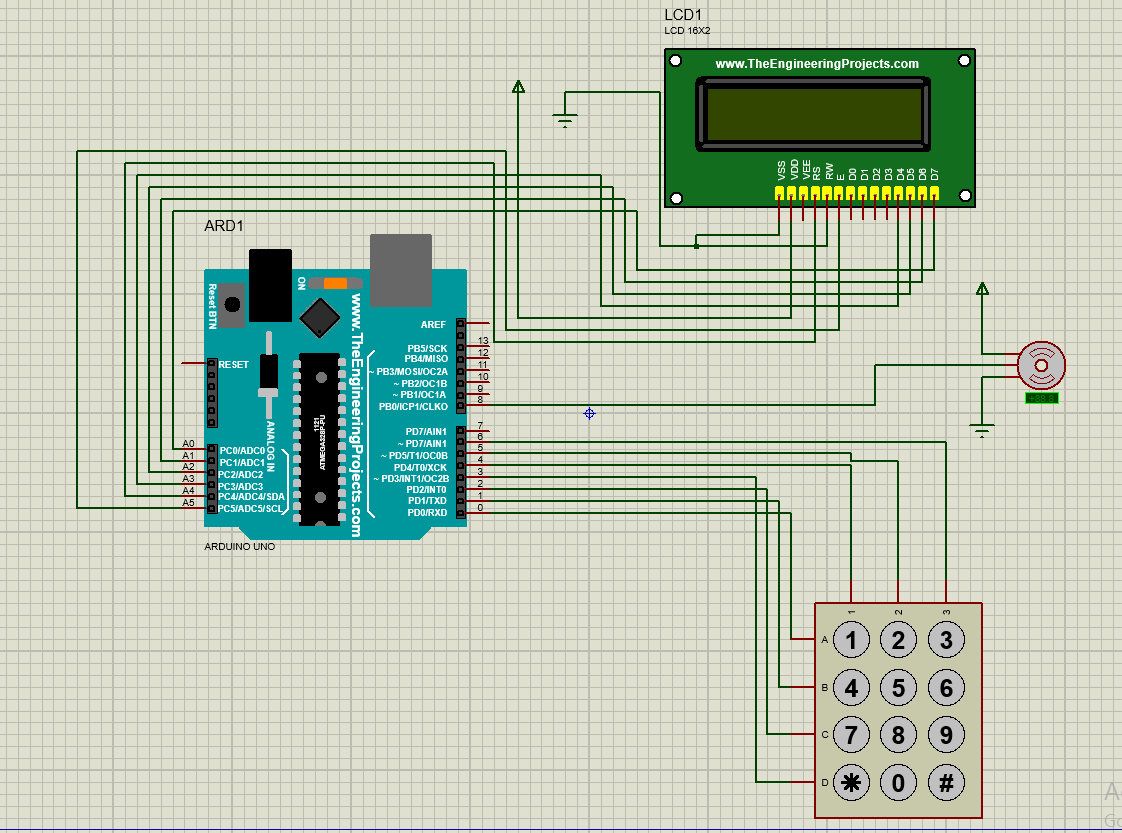 LCD1
LCD 16X2
www.TheEngineeringProjects.com
VSS
VDD
VEE
RS
RW
E
D0
D1
D2
D3
D4
D5
D6
D7
ARD1
Reset BTN
ON
www.TheEngineeringProjects.com
RESET
AREF
PB5/SCK 13
PB4/MISO 12
~ PB3/MOSI/OC2A 11
~ PB2/OC1B 10
~ PB1/OC1A 9
PB0/ICP1/CLKO 8
PD7/AIN1 7
~ PD7/AIN1 6
~ PD5/T1/OC0B 5
PD4/T0/XCK 4
~ PD3/INT1/OC2B 3
PD2/INT0 2
PD1/TXD 1
PD0/RXD 0
1121
ATMEGA328P-PU
ANALOG IN
A0 PC0/ADC0
A1 PC1/ADC1
A2 PC2/ADC2
A3 PC3/ADC3
A4 PC4/ADC4/SDA
A5 PC5/ADC5/SCL
ARDUINO UNO
1 2 3
A 1 2 3
B 4 5 6
C 7 8 9
D * 0 #